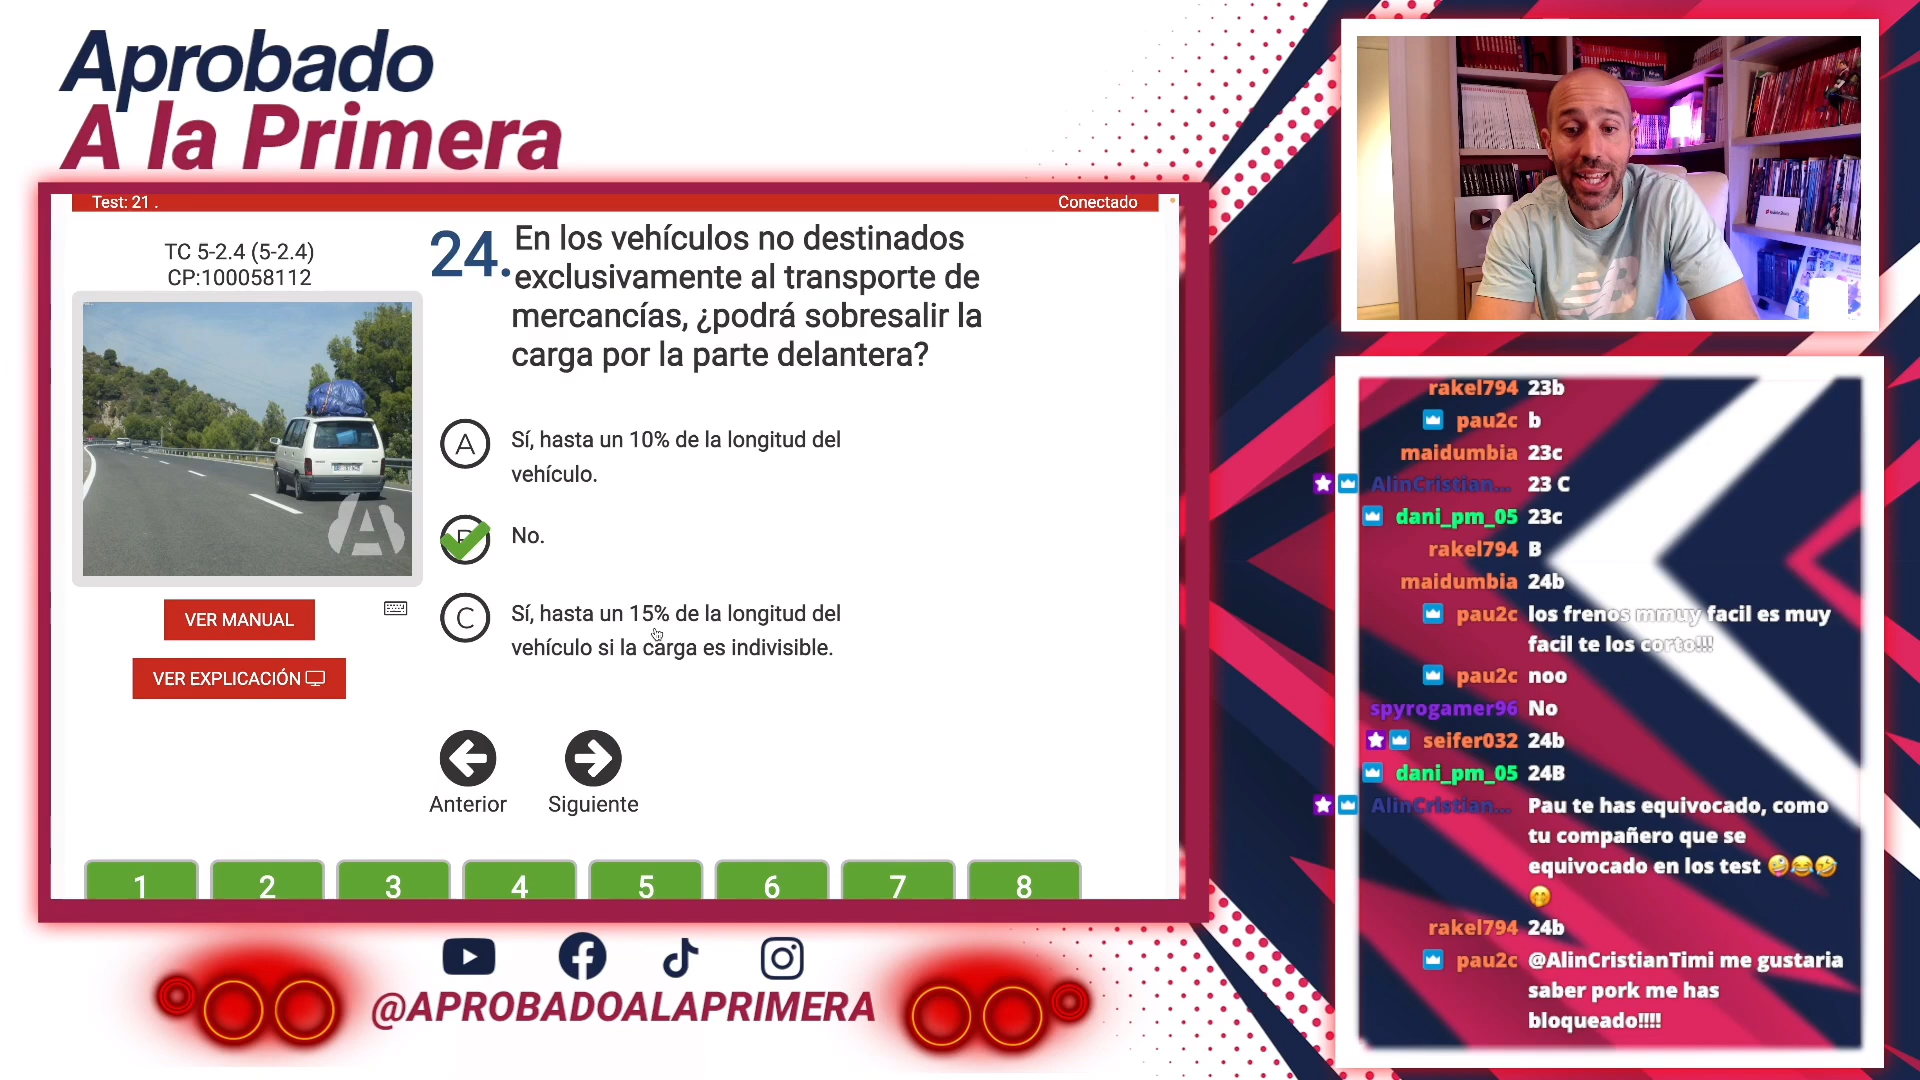 Aprobado
A la Primera
Test: 21 .
Conectado
TC 5-2.4 (5-2.4)
CP:100058112
24. En los vehículos no destinados
exclusivamente al transporte de
mercancías, ¿podrá sobresalir la
carga por la parte delantera?
A Sí, hasta un 10% de la longitud del
vehículo.
No.
C Sí, hasta un 15% de la longitud del
vehículo si la carga es indivisible.
VER MANUAL
VER EXPLICACIÓN
Anterior
Siguiente
1 2 3 4 5 6 7 8
@APROBADOALAPRIMERA
rakel794 23b
pau2c b
maidumbia 23c
AlinCristian... 23 C
dani_pm_05 23c
rakel794 B
maidumbia 24b
pau2c los frenos mmuy facil es muy
facil te los corto!!!
pau2c noo
spyrogamer96 No
seifer032 24b
dani_pm_05 24B
AlinCristian... Pau te has equivocado, como
tu compañero que se
equivocado en los test 🤪😂🤣
🤭
rakel794 24b
pau2c @AlinCristianTimi me gustaria
saber pork me has
bloqueado!!!!